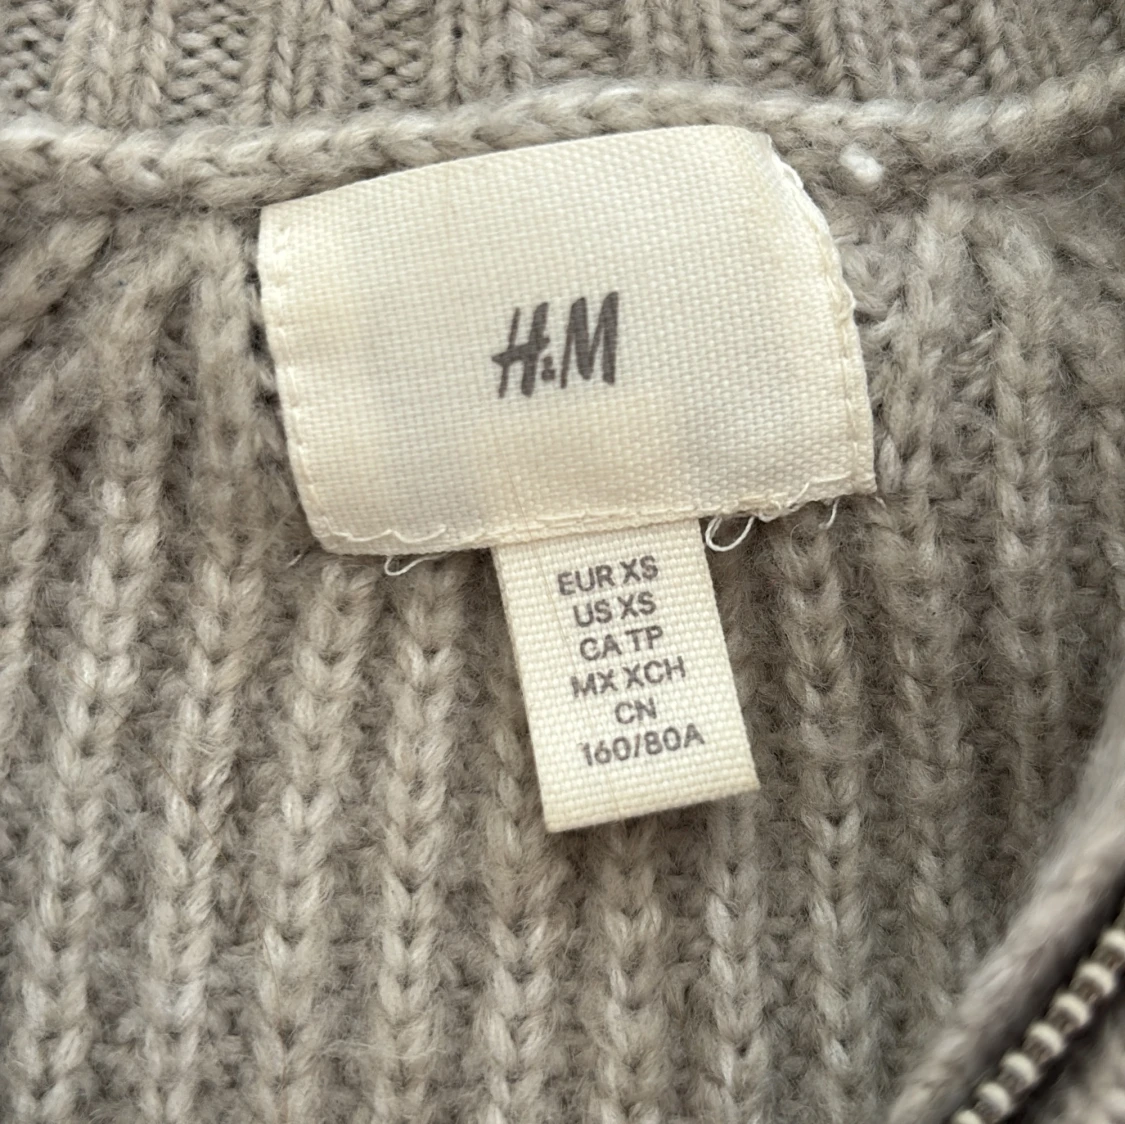 H&M
EUR XS
US XS
CA TP
MX XCH
CN
160/80A